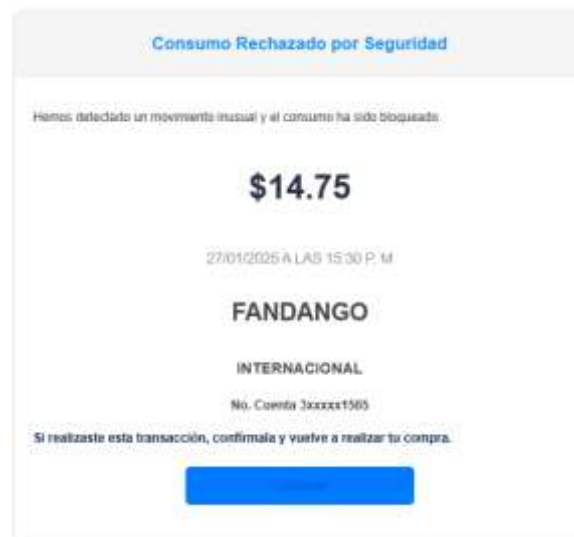 Consumo Rechazado por Seguridad
Hemos detectado un movimiento inusual y el consumo ha sido bloqueado.
$14.75
27/01/2025 A LAS 15:30 P. M
FANDANGO
INTERNACIONAL
No. Cuenta 3xxxxx1565
Si realizaste esta transacción, confírmala y vuelve a realizar tu compra.